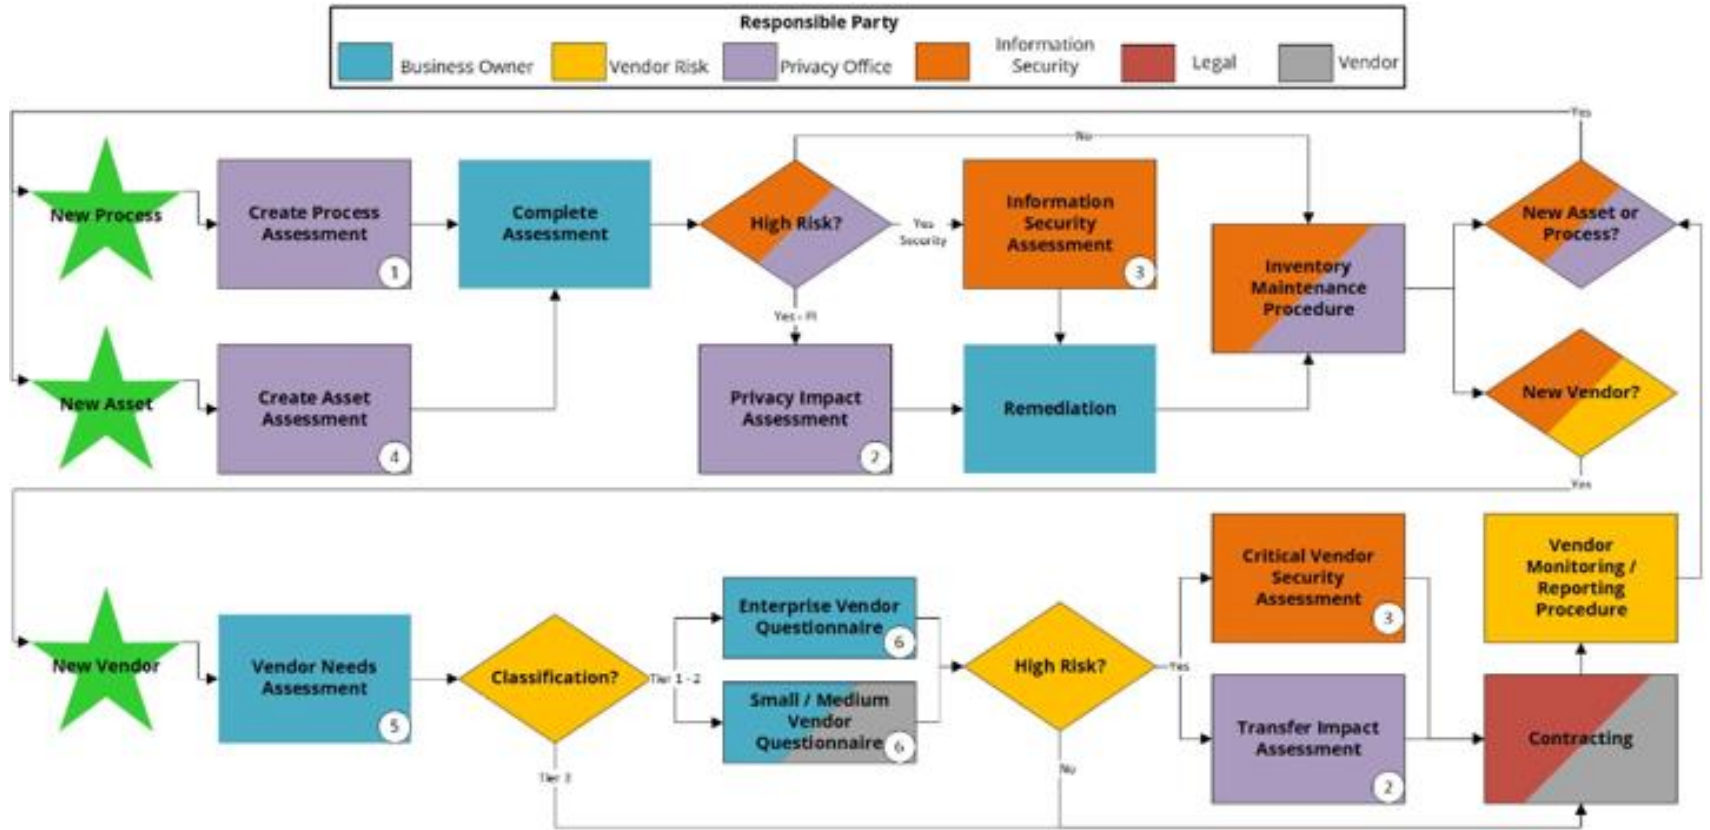 Responsible Party
Business Owner
Vendor Risk
Privacy Office
Information
Security
Legal
Vendor
Yes
No
New Process
Create Process
Assessment
1
Complete
Assessment
High Risk?
Yes
Security
Information
Security
Assessment
3
Inventory
Maintenance
Procedure
New Asset or
Process?
Yes - PI
New Asset
Create Asset
Assessment
4
Privacy Impact
Assessment
2
Remediation
New Vendor?
Yes
New Vendor
Vendor Needs
Assessment
5
Classification?
Tier 1 - 2
Tier 3
Enterprise Vendor
Questionnaire
6
Small / Medium
Vendor
Questionnaire
6
High Risk?
Yes
No
Critical Vendor
Security
Assessment
3
Transfer Impact
Assessment
2
Vendor
Monitoring /
Reporting
Procedure
Contracting